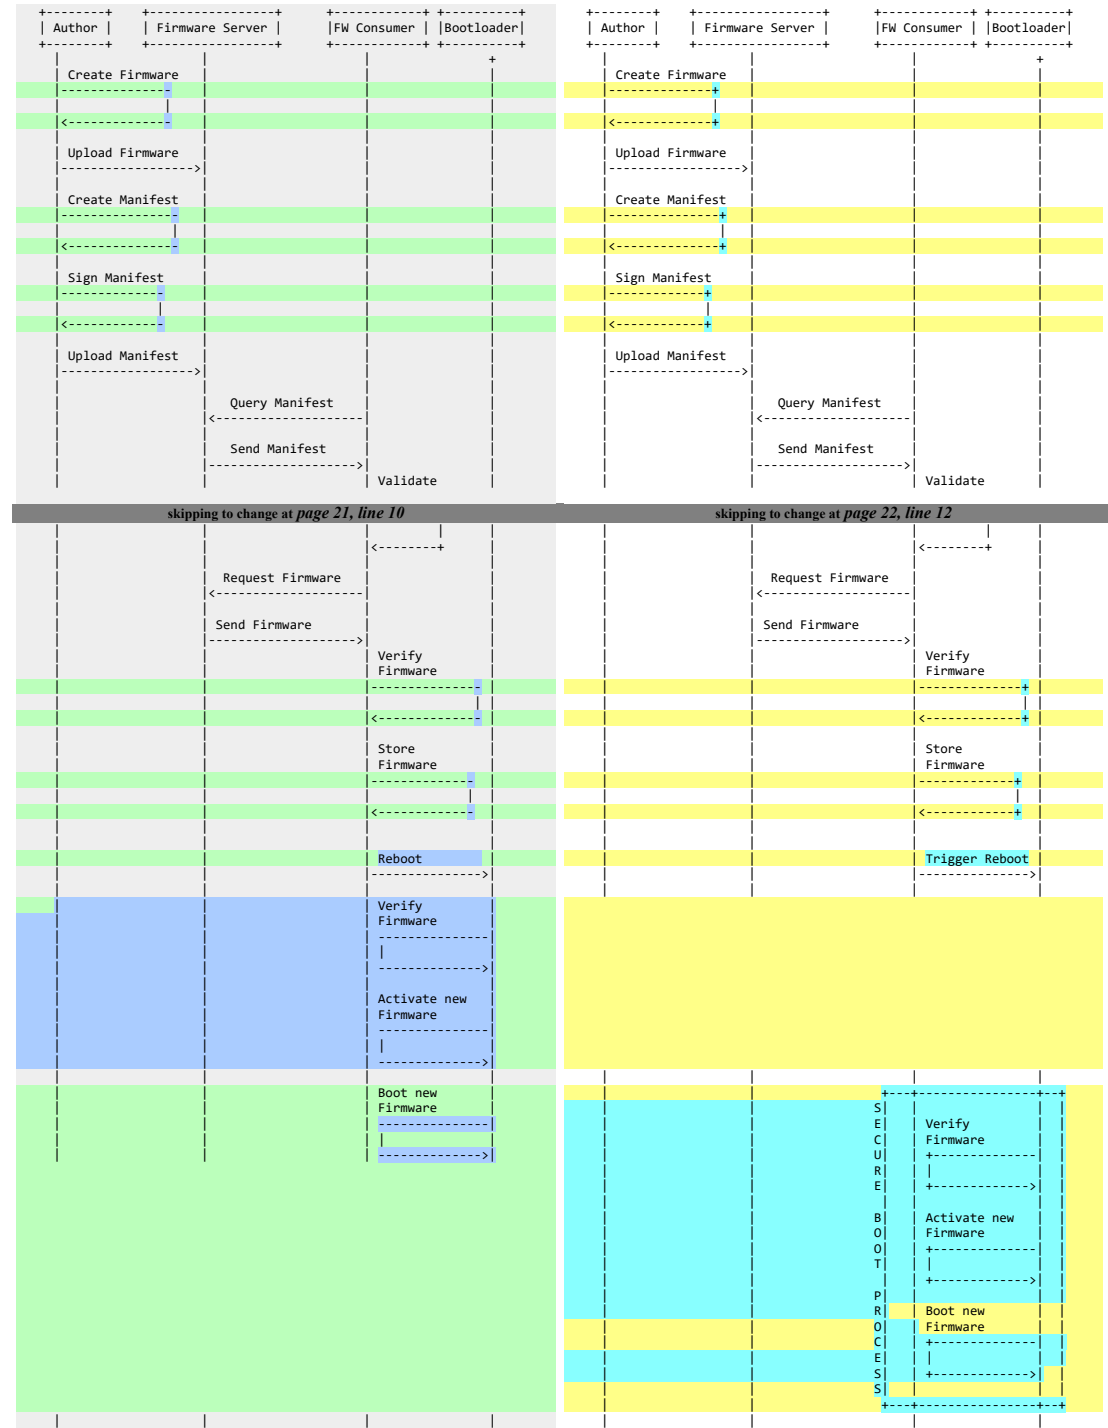 Author
Firmware Server
FW Consumer
Bootloader
Create Firmware
Upload Firmware
Create Manifest
Sign Manifest
Upload Manifest
Query Manifest
Send Manifest
Validate
Author
Firmware Server
FW Consumer
Bootloader
Create Firmware
Upload Firmware
Create Manifest
Sign Manifest
Upload Manifest
Query Manifest
Send Manifest
Validate
skipping to change at page 21, line 10
skipping to change at page 22, line 12
Request Firmware
Send Firmware
Verify
Firmware
Store
Firmware
Reboot
Verify
Firmware
Activate new
Firmware
Boot new
Firmware
Request Firmware
Send Firmware
Verify
Firmware
Store
Firmware
Trigger Reboot
SECURE BOOT PROCESS
Verify
Firmware
Activate new
Firmware
Boot new
Firmware